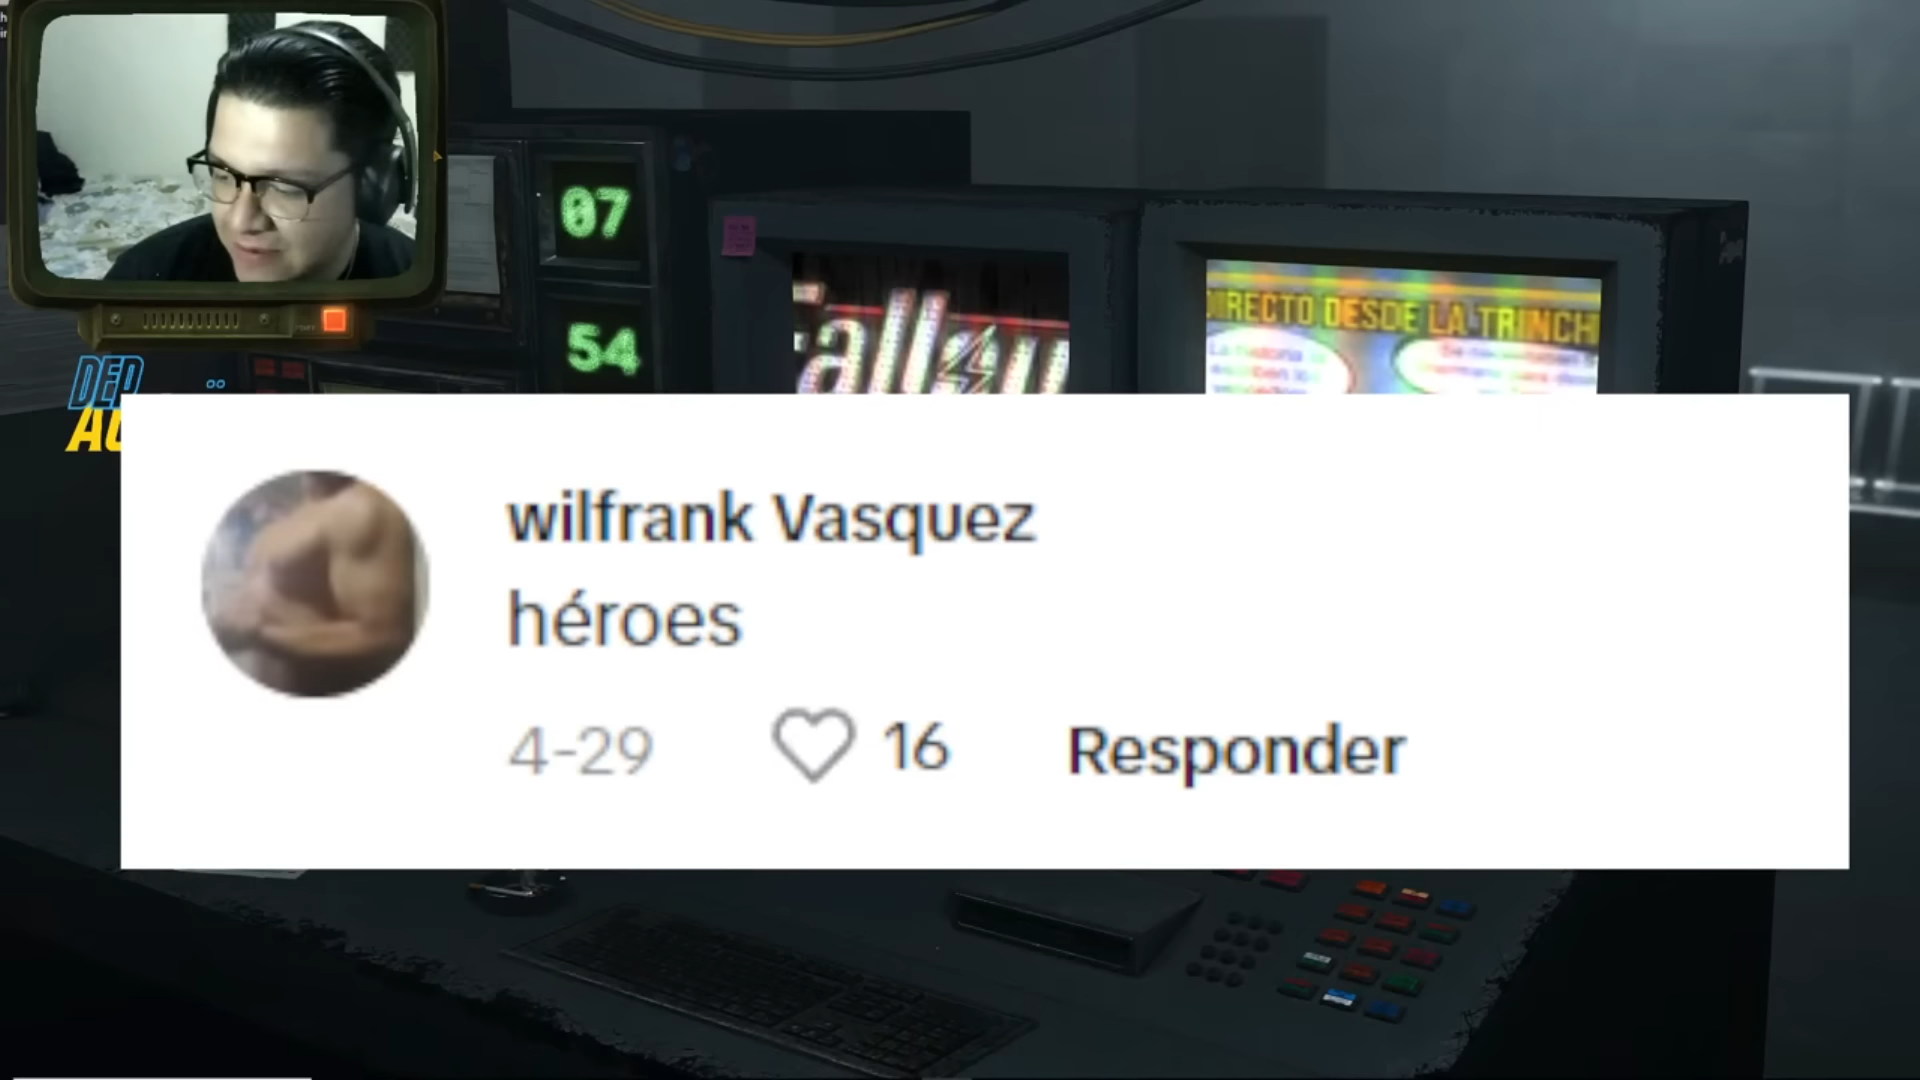 07
54
DIRECTO DESDE LA TRINCH
wilfrank Vasquez
héroes
4-29
16
Responder